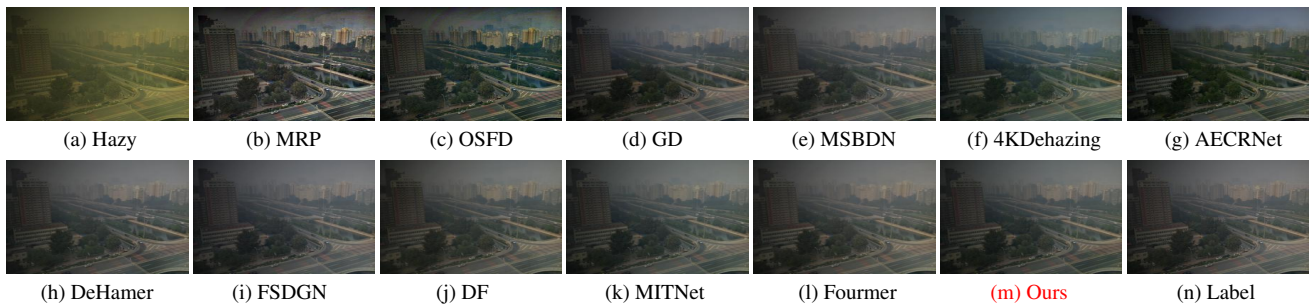 (a) Hazy (b) MRP (c) OSFD (d) GD (e) MSBDN (f) 4KDehazing (g) AECRNet
(h) DeHamer (i) FSDGN (j) DF (k) MITNet (l) Fourmer (m) Ours (n) Label